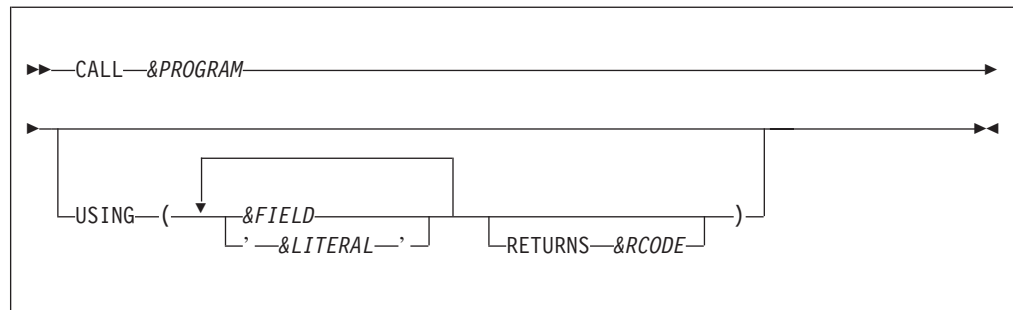 CALL &PROGRAM
USING ( &FIELD
' &LITERAL ' RETURNS &RCODE )